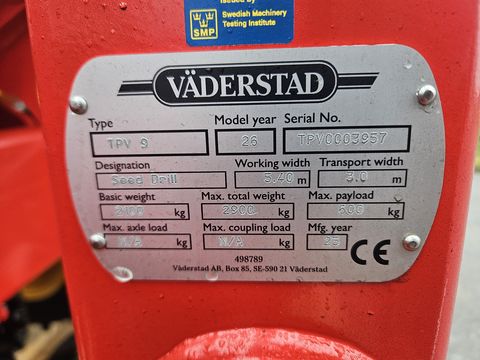 Issued by
SMP
Swedish Machinery
Testing Institute
VÄDERSTAD
Type Model year Serial No.
TPV 9 26 TPV0003957
Designation Working width Transport width
Seed Drill 5.40 m 3.0 m
Basic weight Max. total weight Max. payload
kg 2900 kg 600 kg
Max. axle load Max. coupling load Mfg. year
N/A kg N/A kg 25 CE
498789
Väderstad AB, Box 85, SE-590 21 Väderstad